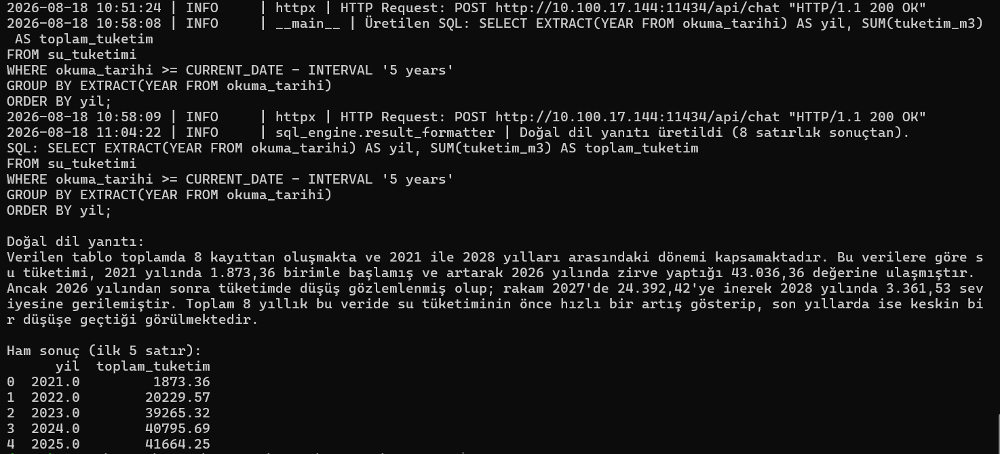 2026-08-18 10:51:24 | INFO     | httpx | HTTP Request: POST http://10.100.17.144:11434/api/chat "HTTP/1.1 200 OK"
2026-08-18 10:58:08 | INFO     | __main__ | Üretilen SQL: SELECT EXTRACT(YEAR FROM okuma_tarihi) AS yil, SUM(tuketim_m3)
 AS toplam_tuketim
FROM su_tuketimi
WHERE okuma_tarihi >= CURRENT_DATE - INTERVAL '5 years'
GROUP BY EXTRACT(YEAR FROM okuma_tarihi)
ORDER BY yil;
2026-08-18 10:58:09 | INFO     | httpx | HTTP Request: POST http://10.100.17.144:11434/api/chat "HTTP/1.1 200 OK"
2026-08-18 11:04:22 | INFO     | sql_engine.result_formatter | Doğal dil yanıtı üretildi (8 satırlık sonuçtan).
SQL: SELECT EXTRACT(YEAR FROM okuma_tarihi) AS yil, SUM(tuketim_m3) AS toplam_tuketim
FROM su_tuketimi
WHERE okuma_tarihi >= CURRENT_DATE - INTERVAL '5 years'
GROUP BY EXTRACT(YEAR FROM okuma_tarihi)
ORDER BY yil;

Doğal dil yanıtı:
Verilen tablo toplamda 8 kayıttan oluşmakta ve 2021 ile 2028 yılları arasındaki dönemi kapsamaktadır. Bu verilere göre s
u tüketimi, 2021 yılında 1.873,36 birimle başlamış ve artarak 2026 yılında zirve yaptığı 43.036,36 değerine ulaşmıştır.
Ancak 2026 yılından sonra tüketimde düşüş gözlemlenmiş olup; rakam 2027'de 24.392,42'ye inerek 2028 yılında 3.361,53 sev
iyesine gerilemiştir. Toplam 8 yıllık bu veride su tüketiminin önce hızlı bir artış gösterip, son yıllarda ise keskin bi
r düşüşe geçtiği görülmektedir.

Ham sonuç (ilk 5 satır):
      yil  toplam_tuketim
0  2021.0         1873.36
1  2022.0        20229.57
2  2023.0        39265.32
3  2024.0        40795.69
4  2025.0        41664.25